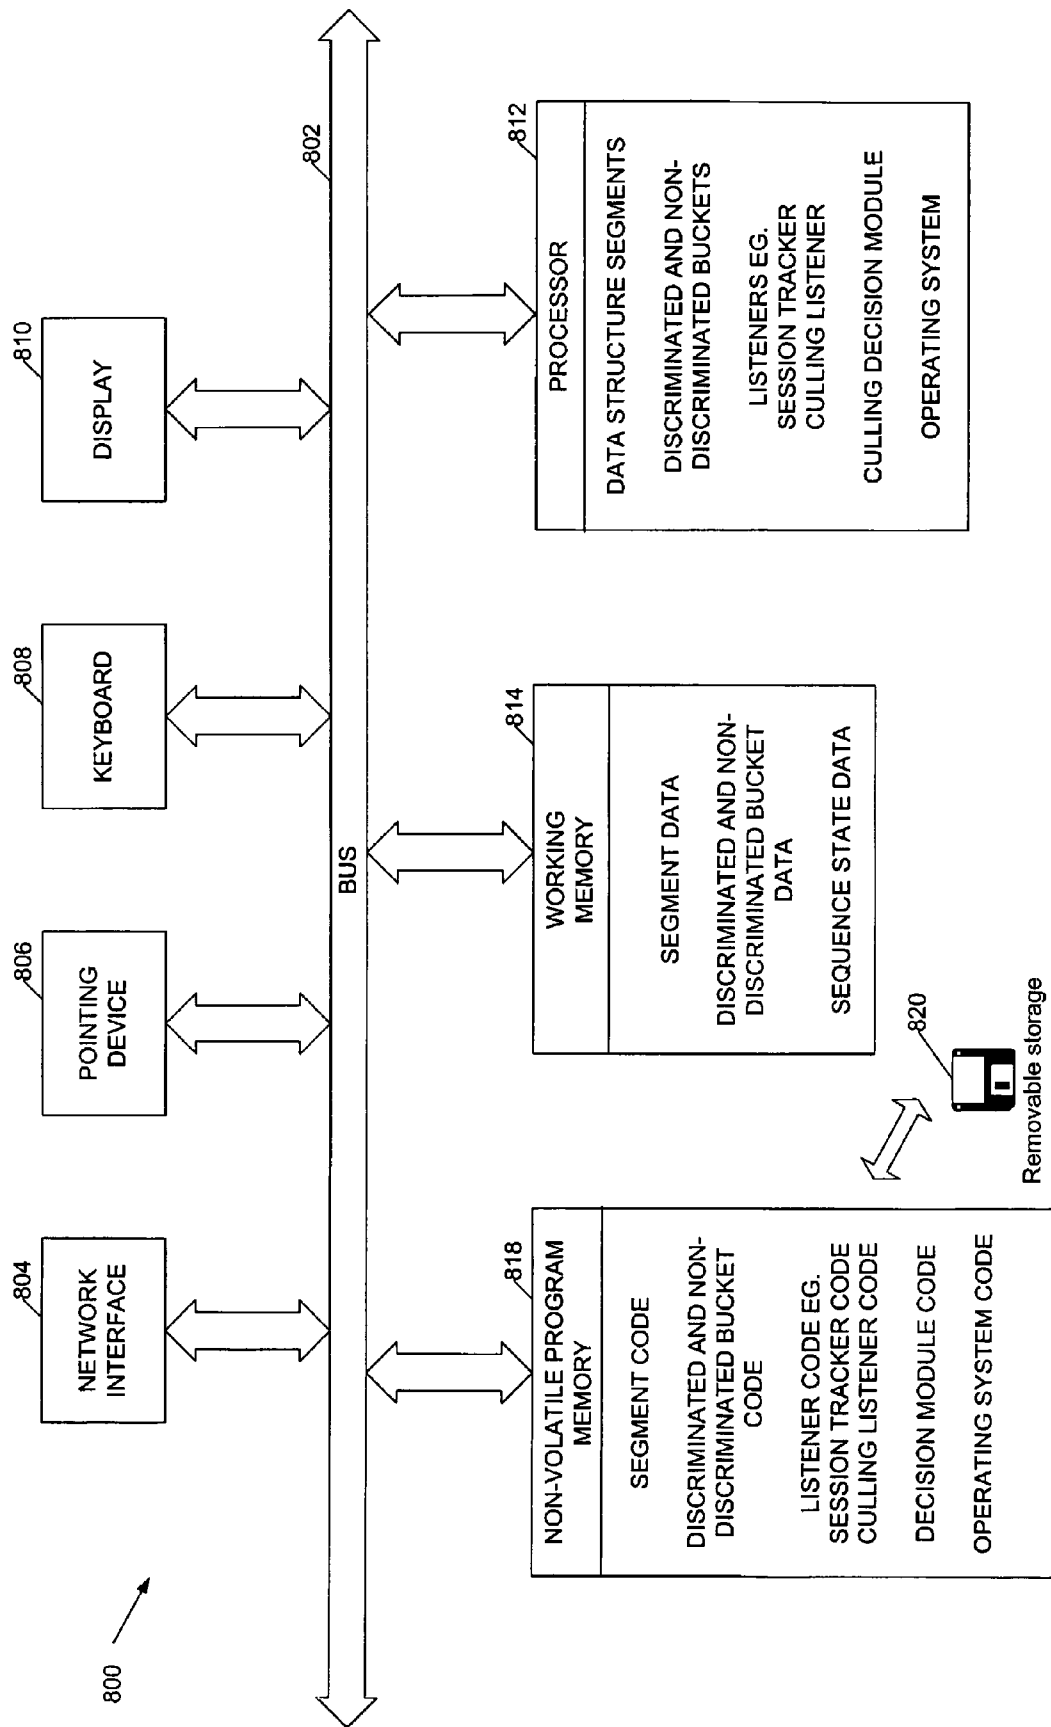 800
804
NETWORK
INTERFACE
806
POINTING
DEVICE
808
KEYBOARD
810
DISPLAY
BUS
802
818
NON-VOLATILE PROGRAM
MEMORY
SEGMENT CODE
DISCRIMINATED AND NON-
DISCRIMINATED BUCKET
CODE
LISTENER CODE EG.
SESSION TRACKER CODE
CULLING LISTENER CODE
DECISION MODULE CODE
OPERATING SYSTEM CODE
820
Removable storage
814
WORKING
MEMORY
SEGMENT DATA
DISCRIMINATED AND NON-
DISCRIMINATED BUCKET
DATA
SEQUENCE STATE DATA
812
PROCESSOR
DATA STRUCTURE SEGMENTS
DISCRIMINATED AND NON-
DISCRIMINATED BUCKETS
LISTENERS EG.
SESSION TRACKER
CULLING LISTENER
CULLING DECISION MODULE
OPERATING SYSTEM